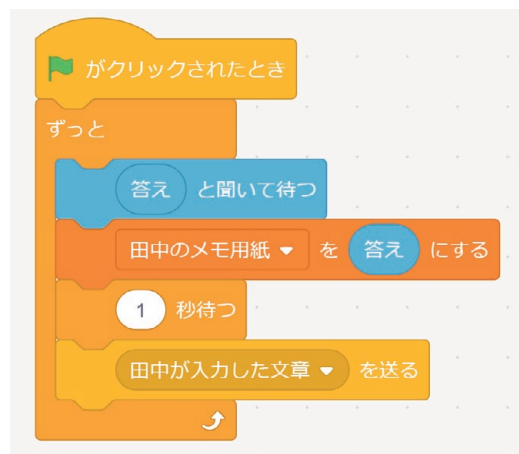 がクリックされたとき
ずっと
答え と聞いて待つ
田中のメモ用紙 を 答え にする
1 秒待つ
田中が入力した文章 を送る